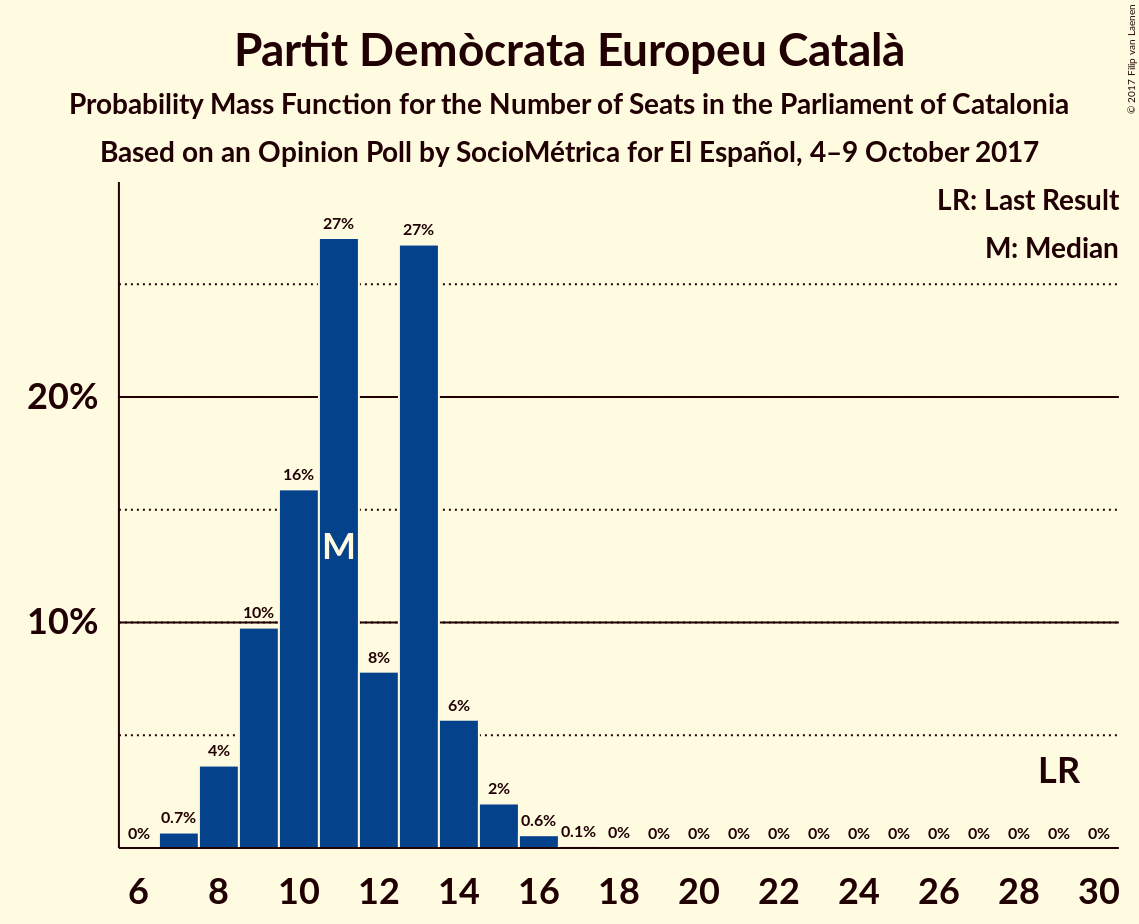 Partit Demòcrata Europeu Català
Probability Mass Function for the Number of Seats in the Parliament of Catalonia
Based on an Opinion Poll by SocioMétrica for El Español, 4–9 October 2017
© 2017 Filip van Laenen
LR: Last Result
M: Median
20%
10%
0% 0.7% 4% 10% 16% 27% 8% 27% 6% 2% 0.6% 0.1% 0% 0% 0% 0% 0% 0% 0% 0% 0% 0% 0% 0% 0%
M
LR
6 8 10 12 14 16 18 20 22 24 26 28 30